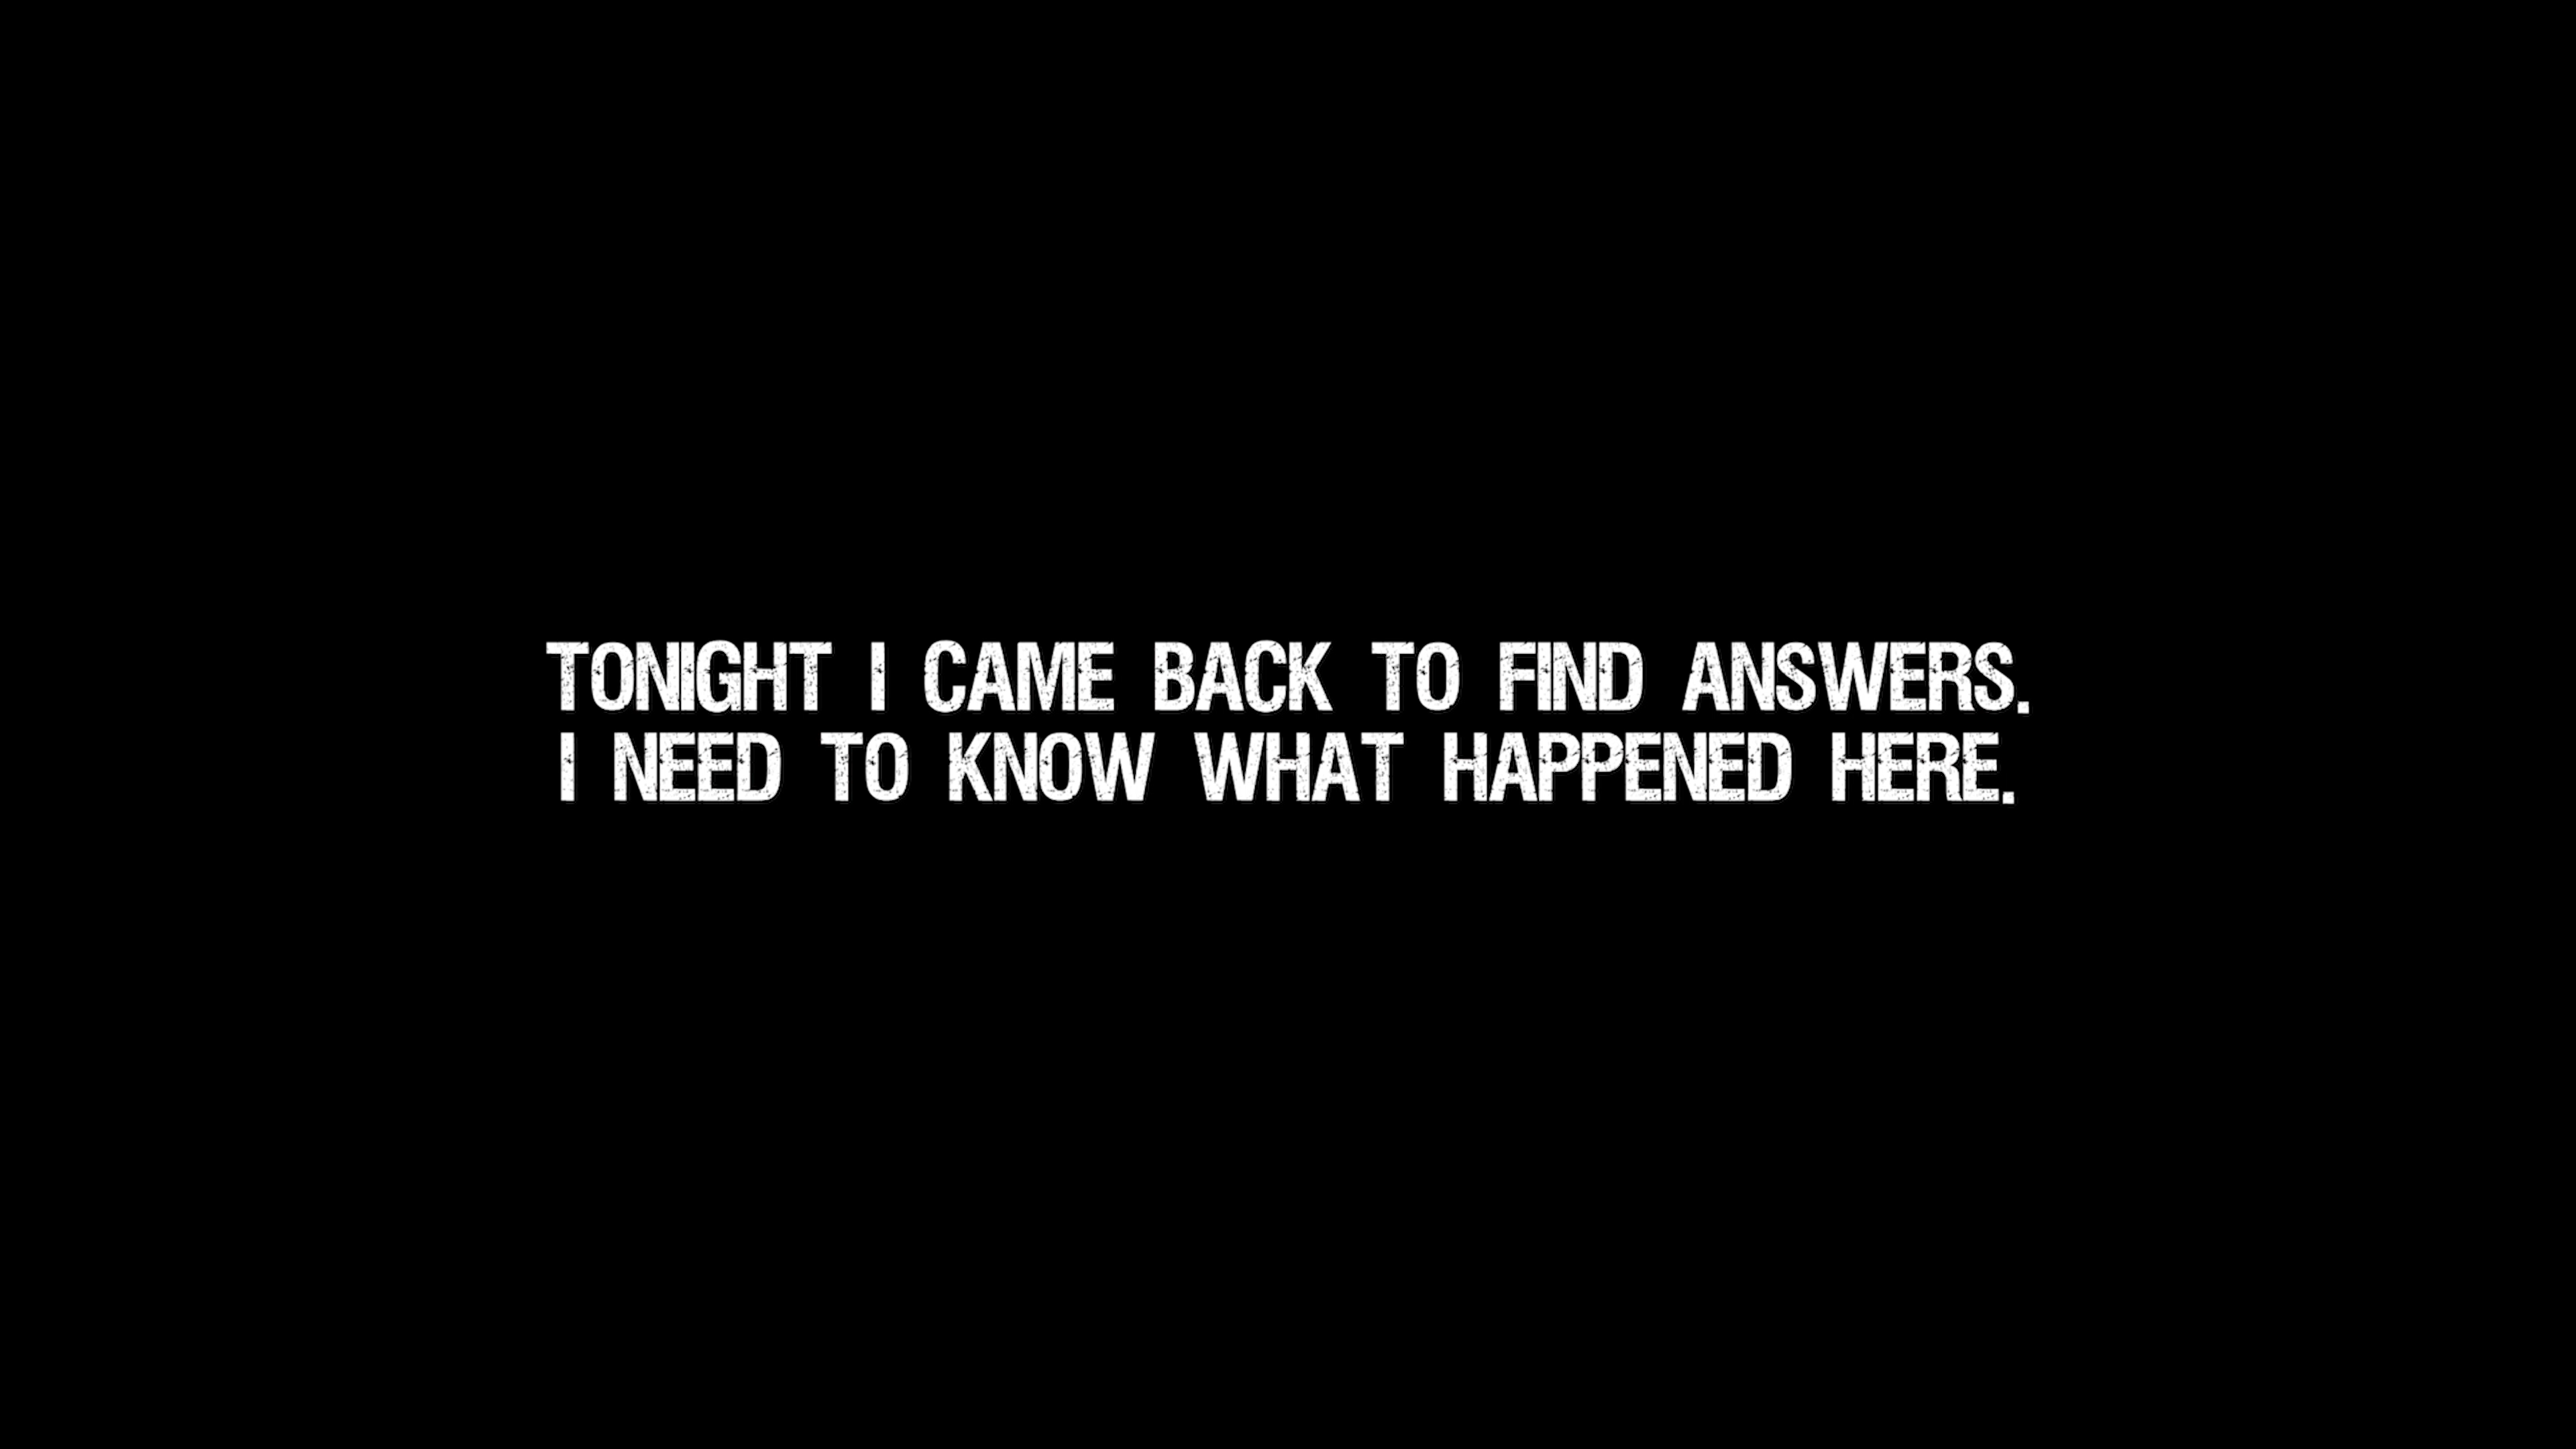 TONIGHT I CAME BACK TO FIND ANSWERS.
I NEED TO KNOW WHAT HAPPENED HERE.